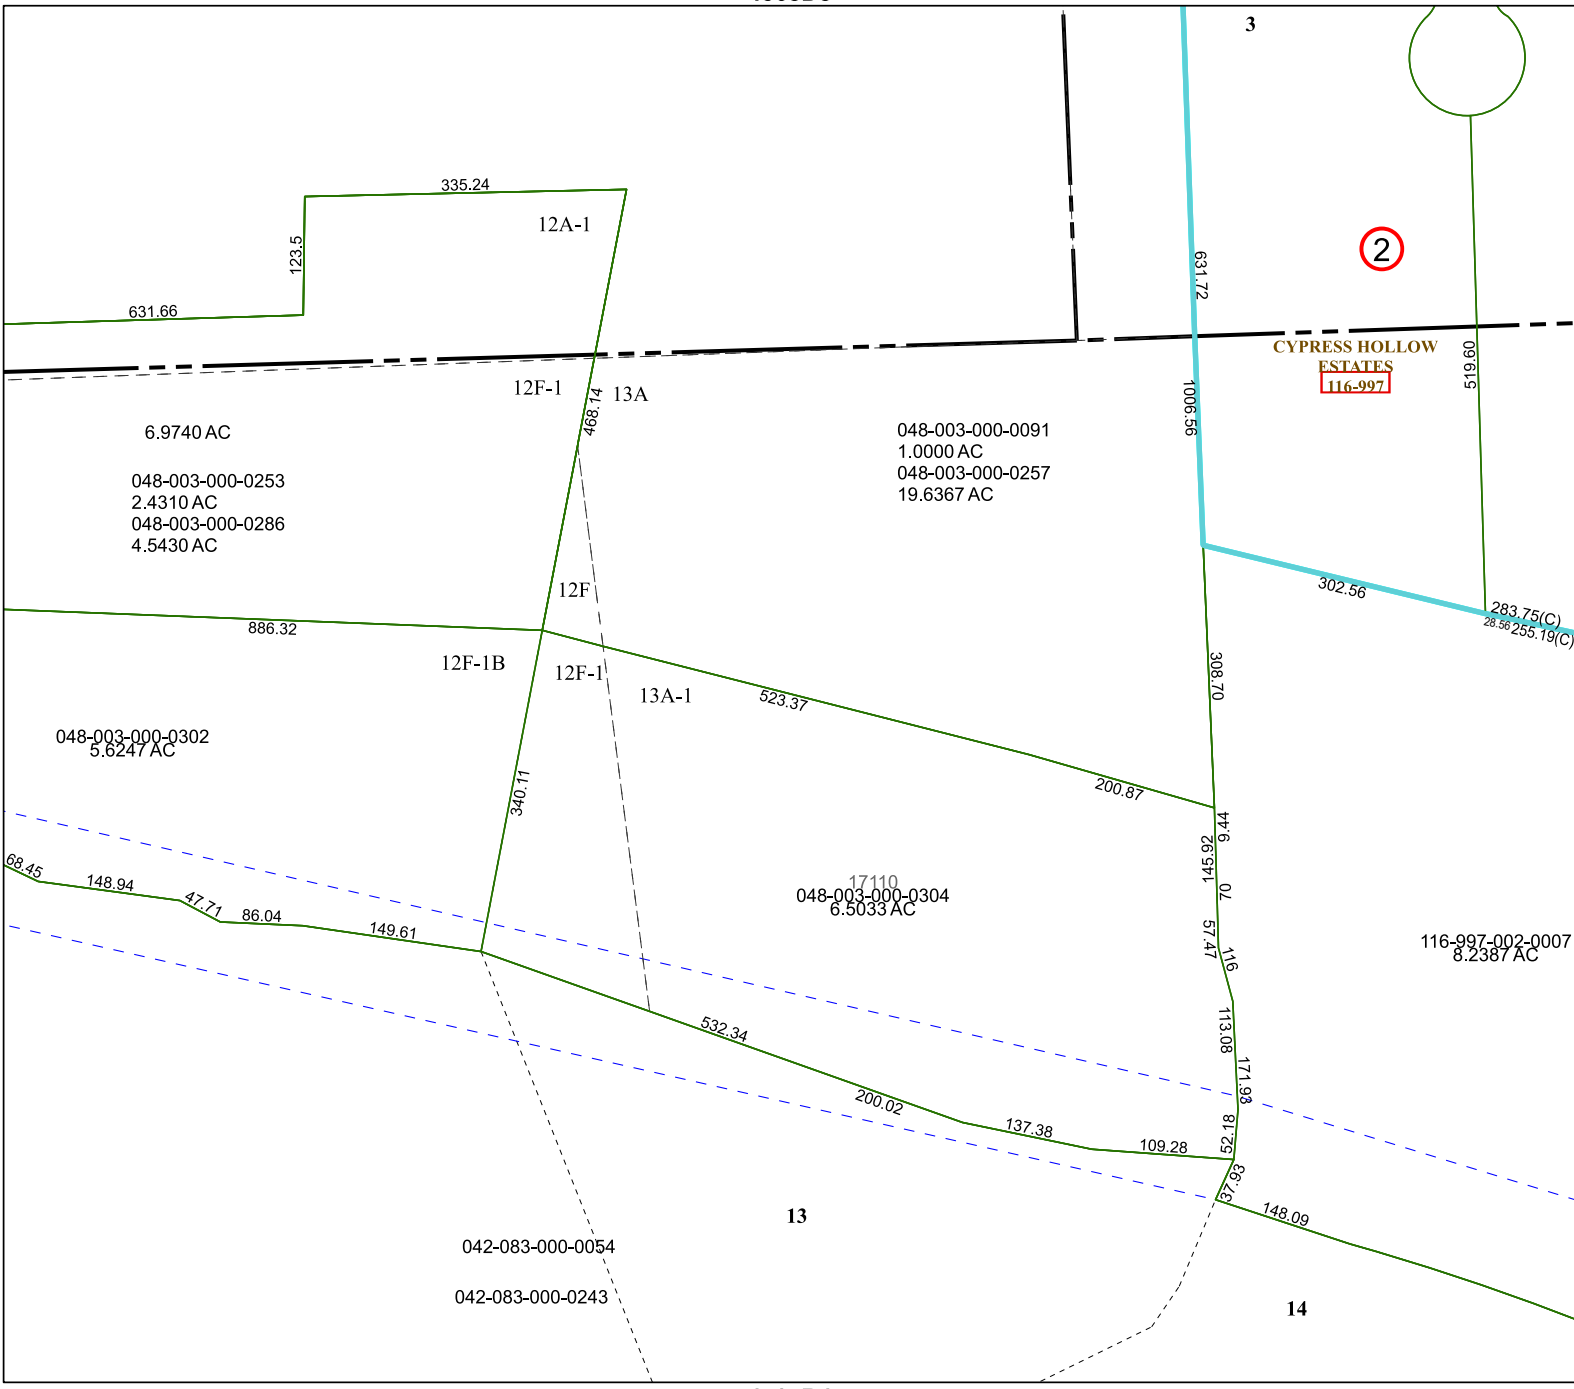 3
335.24
12A-1
123.5
631.66
631.72
2
CYPRESS HOLLOW
ESTATES
116-997
519.60
12F-1
13A
468.14
1006.56
6.9740 AC
048-003-000-0253
2.4310 AC
048-003-000-0286
4.5430 AC
048-003-000-0091
1.0000 AC
048-003-000-0257
19.6367 AC
12F
302.56
283.75(C)
28.56
255.19(C)
886.32
12F-1B
12F-1
13A-1
523.37
308.70
048-003-000-0302
5.6247 AC
340.11
200.87
9.44
145.92
68.45
148.94
47.71
86.04
149.61
17110
048-003-000-0304
6.5033 AC
70
57.47
116
116-997-002-0007
8.2387 AC
532.34
113.08
171.93
200.02
137.38
109.28
52.18
37.93
148.09
13
042-083-000-0054
042-083-000-0243
14